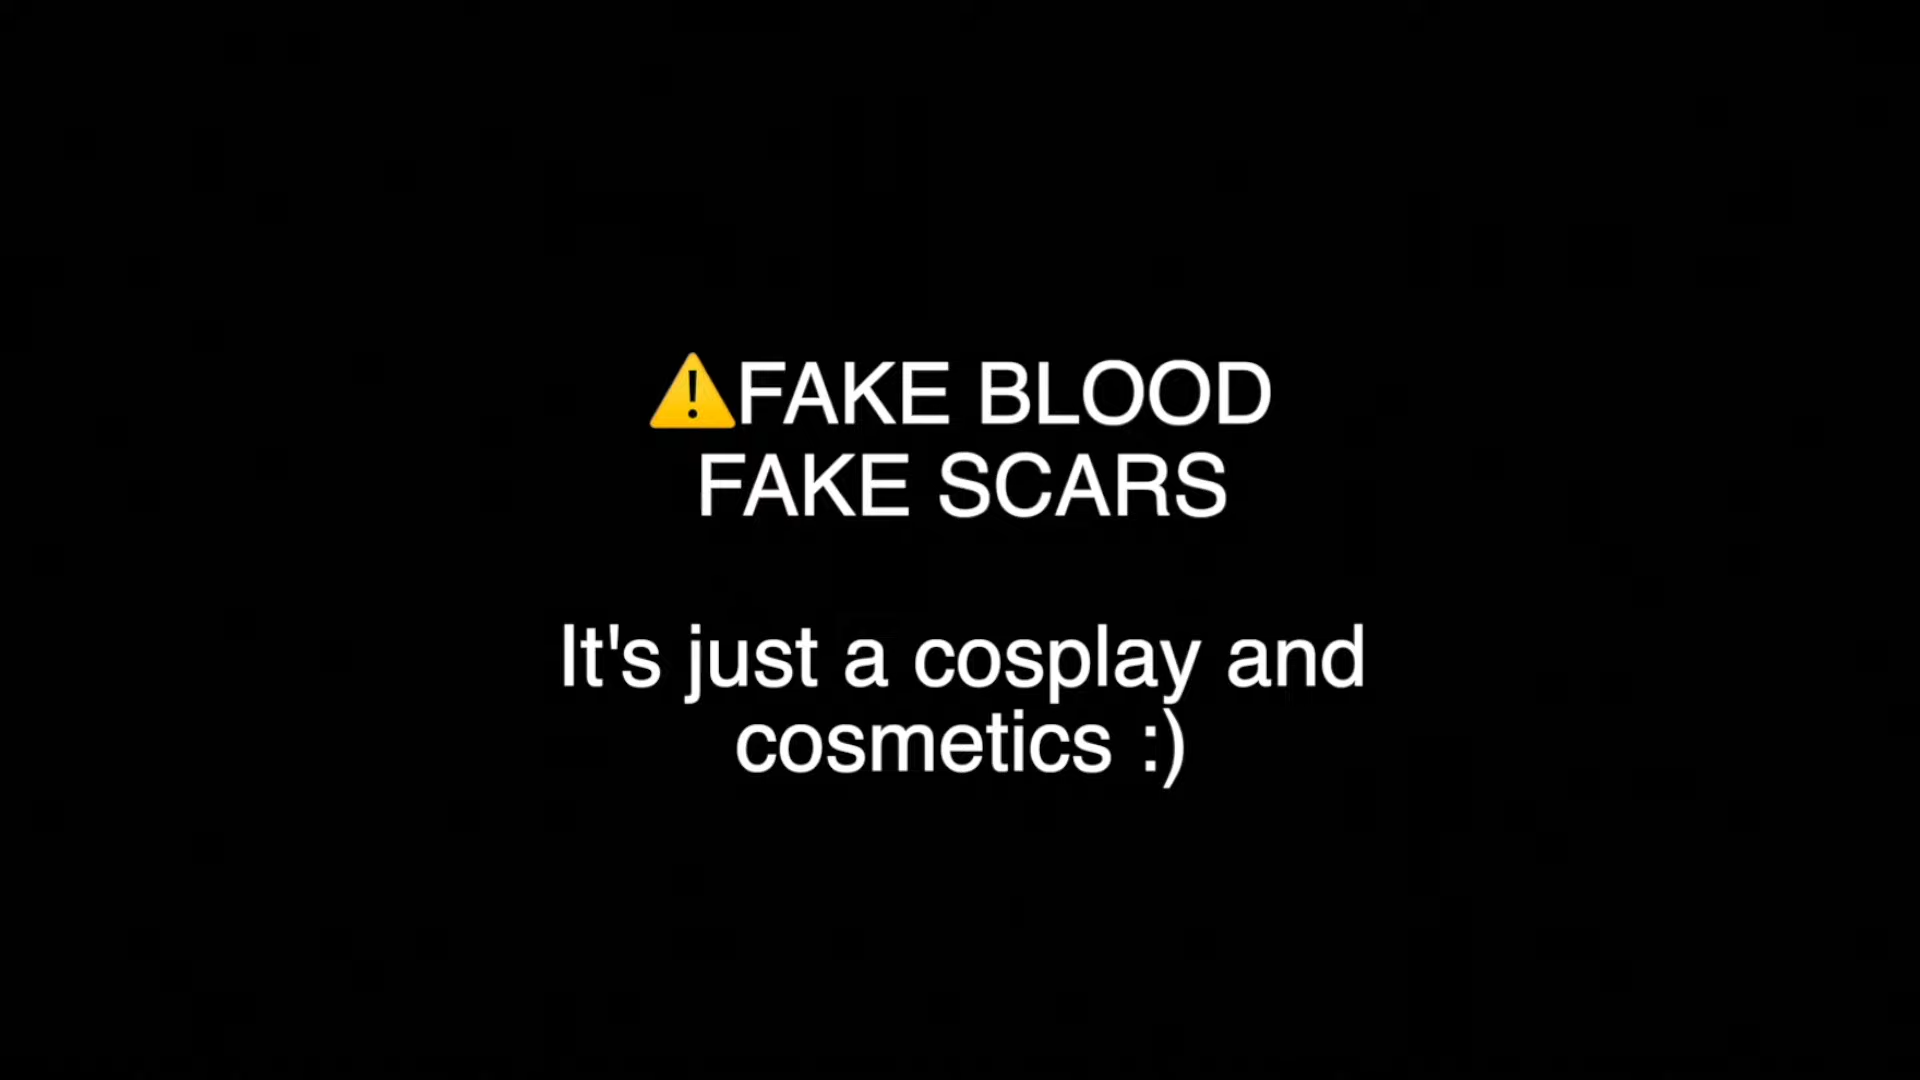 ⚠️FAKE BLOOD
FAKE SCARS
It's just a cosplay and
cosmetics :)